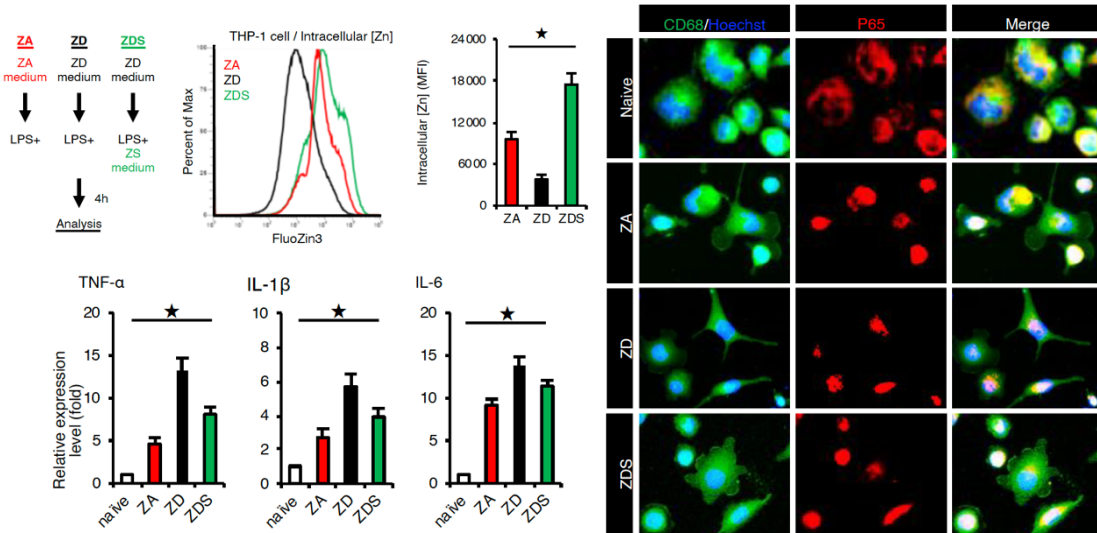 ZA
ZD
ZDS
ZA
medium
ZD
medium
ZD
medium
LPS+
LPS+
LPS+
ZS
medium
4h
Analysis
THP-1 cell / Intracellular [Zn]
ZA
ZD
ZDS
Percent of Max
FluoZin3
Intracellular [Zn] (MFI)
24000
18000
12000
6000
0
ZA
ZD
ZDS
TNF-α
Relative expression
level (fold)
20
15
10
5
0
naïve
ZA
ZD
ZDS
IL-1β
10
8
6
4
2
0
naïve
ZA
ZD
ZDS
IL-6
20
15
10
5
0
naïve
ZA
ZD
ZDS
CD68/Hoechst
P65
Merge
Naive
ZA
ZD
ZDS